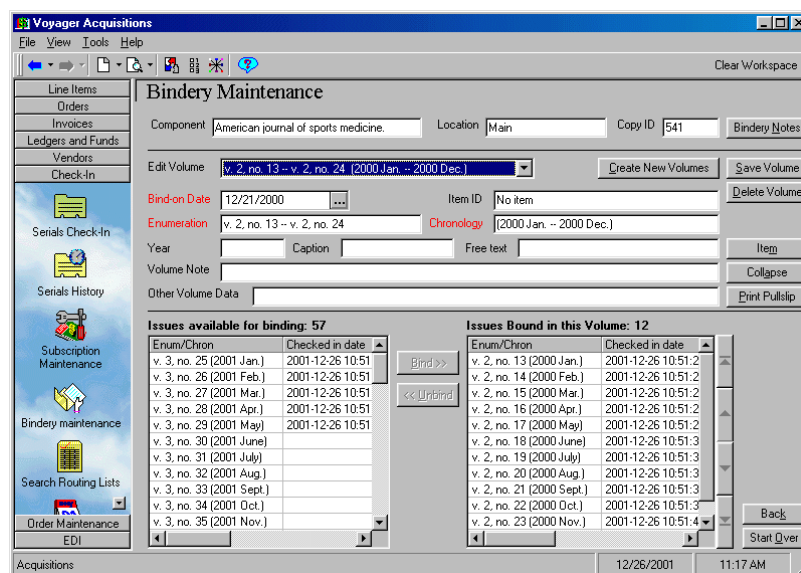 Voyager Acquisitions
File View Tools Help
Clear Workspace
Line Items
Orders
Invoices
Ledgers and Funds
Vendors
Check-In
Serials Check-In
Serials History
Subscription
Maintenance
Bindery maintenance
Search Routing Lists
Order Maintenance
EDI
Bindery Maintenance
Component American journal of sports medicine. Location Main Copy ID 541 Bindery Notes
Edit Volume v. 2, no. 13 -- v. 2, no. 24 (2000 Jan. -- 2000 Dec.) Create New Volumes Save Volume
Bind-on Date 12/21/2000 ... Item ID No item Delete Volume
Enumeration v. 2, no. 13 -- v. 2, no. 24 Chronology (2000 Jan. -- 2000 Dec.)
Year Caption Free text Item
Volume Note Collapse
Other Volume Data Print Pullslip
Issues available for binding: 57
Enum/Chron Checked in date
v. 3, no. 25 (2001 Jan.) 2001-12-26 10:51
v. 3, no. 26 (2001 Feb.) 2001-12-26 10:51
v. 3, no. 27 (2001 Mar.) 2001-12-26 10:51
v. 3, no. 28 (2001 Apr.) 2001-12-26 10:51
v. 3, no. 29 (2001 May) 2001-12-26 10:51
v. 3, no. 30 (2001 June)
v. 3, no. 31 (2001 July)
v. 3, no. 32 (2001 Aug.)
v. 3, no. 33 (2001 Sept.)
v. 3, no. 34 (2001 Oct.)
v. 3, no. 35 (2001 Nov.)
Bind >>
<< Unbind
Issues Bound in this Volume: 12
Enum/Chron Checked in date
v. 2, no. 13 (2000 Jan.) 2001-12-26 10:51:2
v. 2, no. 14 (2000 Feb.) 2001-12-26 10:51:2
v. 2, no. 15 (2000 Mar.) 2001-12-26 10:51:2
v. 2, no. 16 (2000 Apr.) 2001-12-26 10:51:2
v. 2, no. 17 (2000 May) 2001-12-26 10:51:2
v. 2, no. 18 (2000 June) 2001-12-26 10:51:3
v. 2, no. 19 (2000 July) 2001-12-26 10:51:3
v. 2, no. 20 (2000 Aug.) 2001-12-26 10:51:3
v. 2, no. 21 (2000 Sept.) 2001-12-26 10:51:3
v. 2, no. 22 (2000 Oct.) 2001-12-26 10:51:3
v. 2, no. 23 (2000 Nov.) 2001-12-26 10:51:4
Back
Start Over
Acquisitions 12/26/2001 11:17 AM